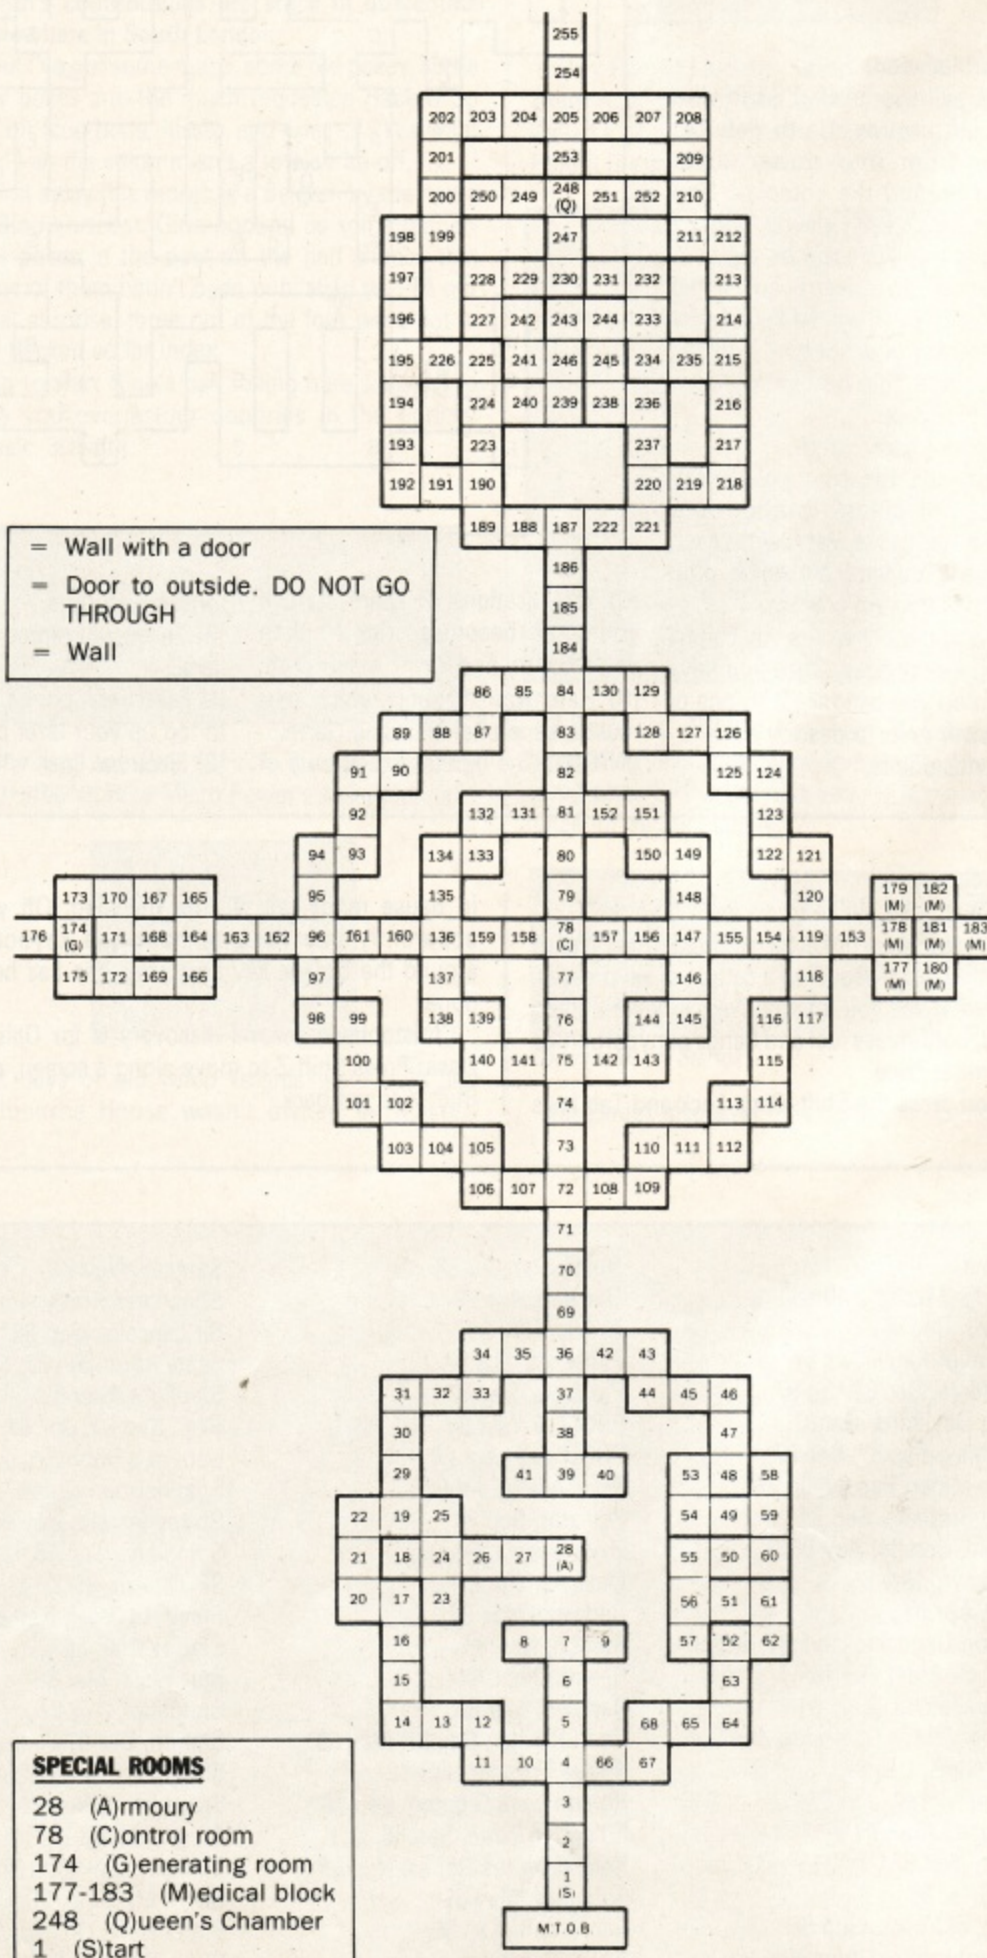 255
254
202 203 204 205 206 207 208
201 253 209
200 250 249 248 (Q) 251 252 210
198 199 247 211 212
197 228 229 230 231 232 213
196 227 242 243 244 233 214
195 226 225 241 246 245 234 235 215
194 224 240 239 238 236 216
193 223 237 217
192 191 190 220 219 218
189 188 187 222 221
= Wall with a door
= Door to outside. DO NOT GO
THROUGH
= Wall
186
185
184
86 85 84 130 129
89 88 87 83 128 127 126
91 90 82 125 124
92 132 131 81 152 151 123
94 93 134 133 80 150 149 122 121
173 170 167 165 95 135 79 148 120 179 (M) 182 (M)
176 174 (G) 171 168 164 163 162 96 161 160 136 159 158 78 (C) 157 156 147 155 154 119 153 178 (M) 181 (M) 183 (M)
175 172 169 166 97 137 77 146 118 177 (M) 180 (M)
98 99 138 139 76 144 145 116 117
100 140 141 75 142 143 115
101 102 74 113 114
103 104 105 73 110 111 112
106 107 72 108 109
71
70
69
34 35 36 42 43
31 32 33 37 44 45 46
30 38 47
29 41 39 40 53 48 58
22 19 25 54 49 59
21 18 24 26 27 28 (A) 55 50 60
20 17 23 56 51 61
16 8 7 9 57 52 62
15 6 63
14 13 12 5 68 65 64
11 10 4 66 67
3
2
1
(S)
M.T.O.B.
SPECIAL ROOMS
28 (A)rmoury
78 (C)ontrol room
174 (G)enerating room
177-183 (M)edical block
248 (Q)ueen's Chamber
1 (S)tart